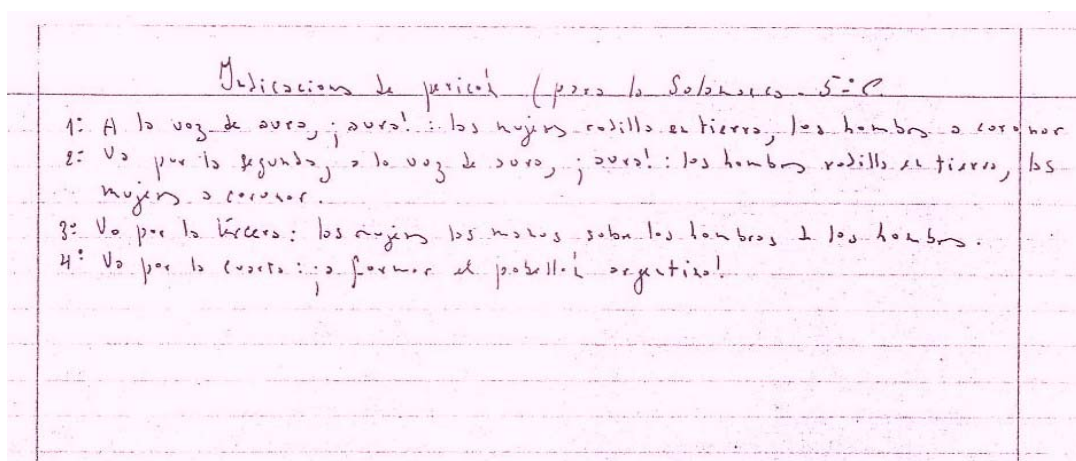 Indicaciones de pericón (para la Salamanca. 5º C
1º A la voz de aura, ¡aura!: las mujeres rodilla en tierra, los hombres a coronar
2º Va por la segunda, a la voz de aura, ¡aura!: los hombres rodilla en tierra, las
mujeres a coronar.
3º Va por la tercera: las mujeres las manos sobre los hombros de los hombres.
4º Va por la cuarta: ¡a formar el pabellón argentino!